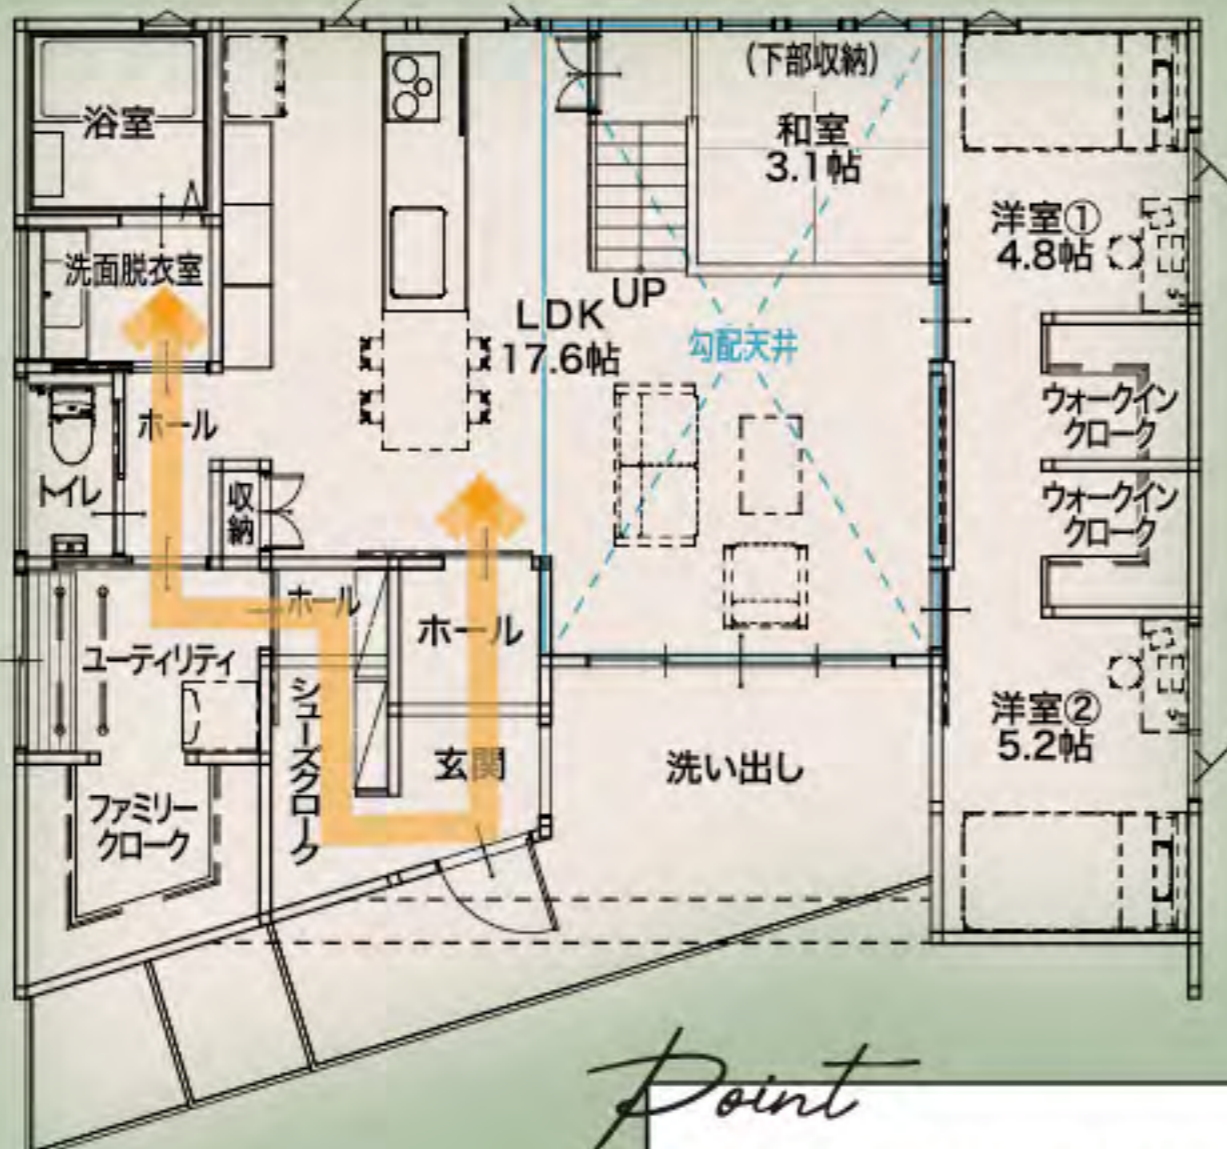 浴室
(下部収納)
和室
3.1帖
洋室①
4.8帖
洗面脱衣室
UP
LDK
17.6帖
勾配天井
ウォークイン
クローク
ホール
トイレ
収納
ウォークイン
クローク
ホール
ホール
ユーティリティ
シューズクローク
玄関
洗い出し
洋室②
5.2帖
ファミリー
クローク
Point